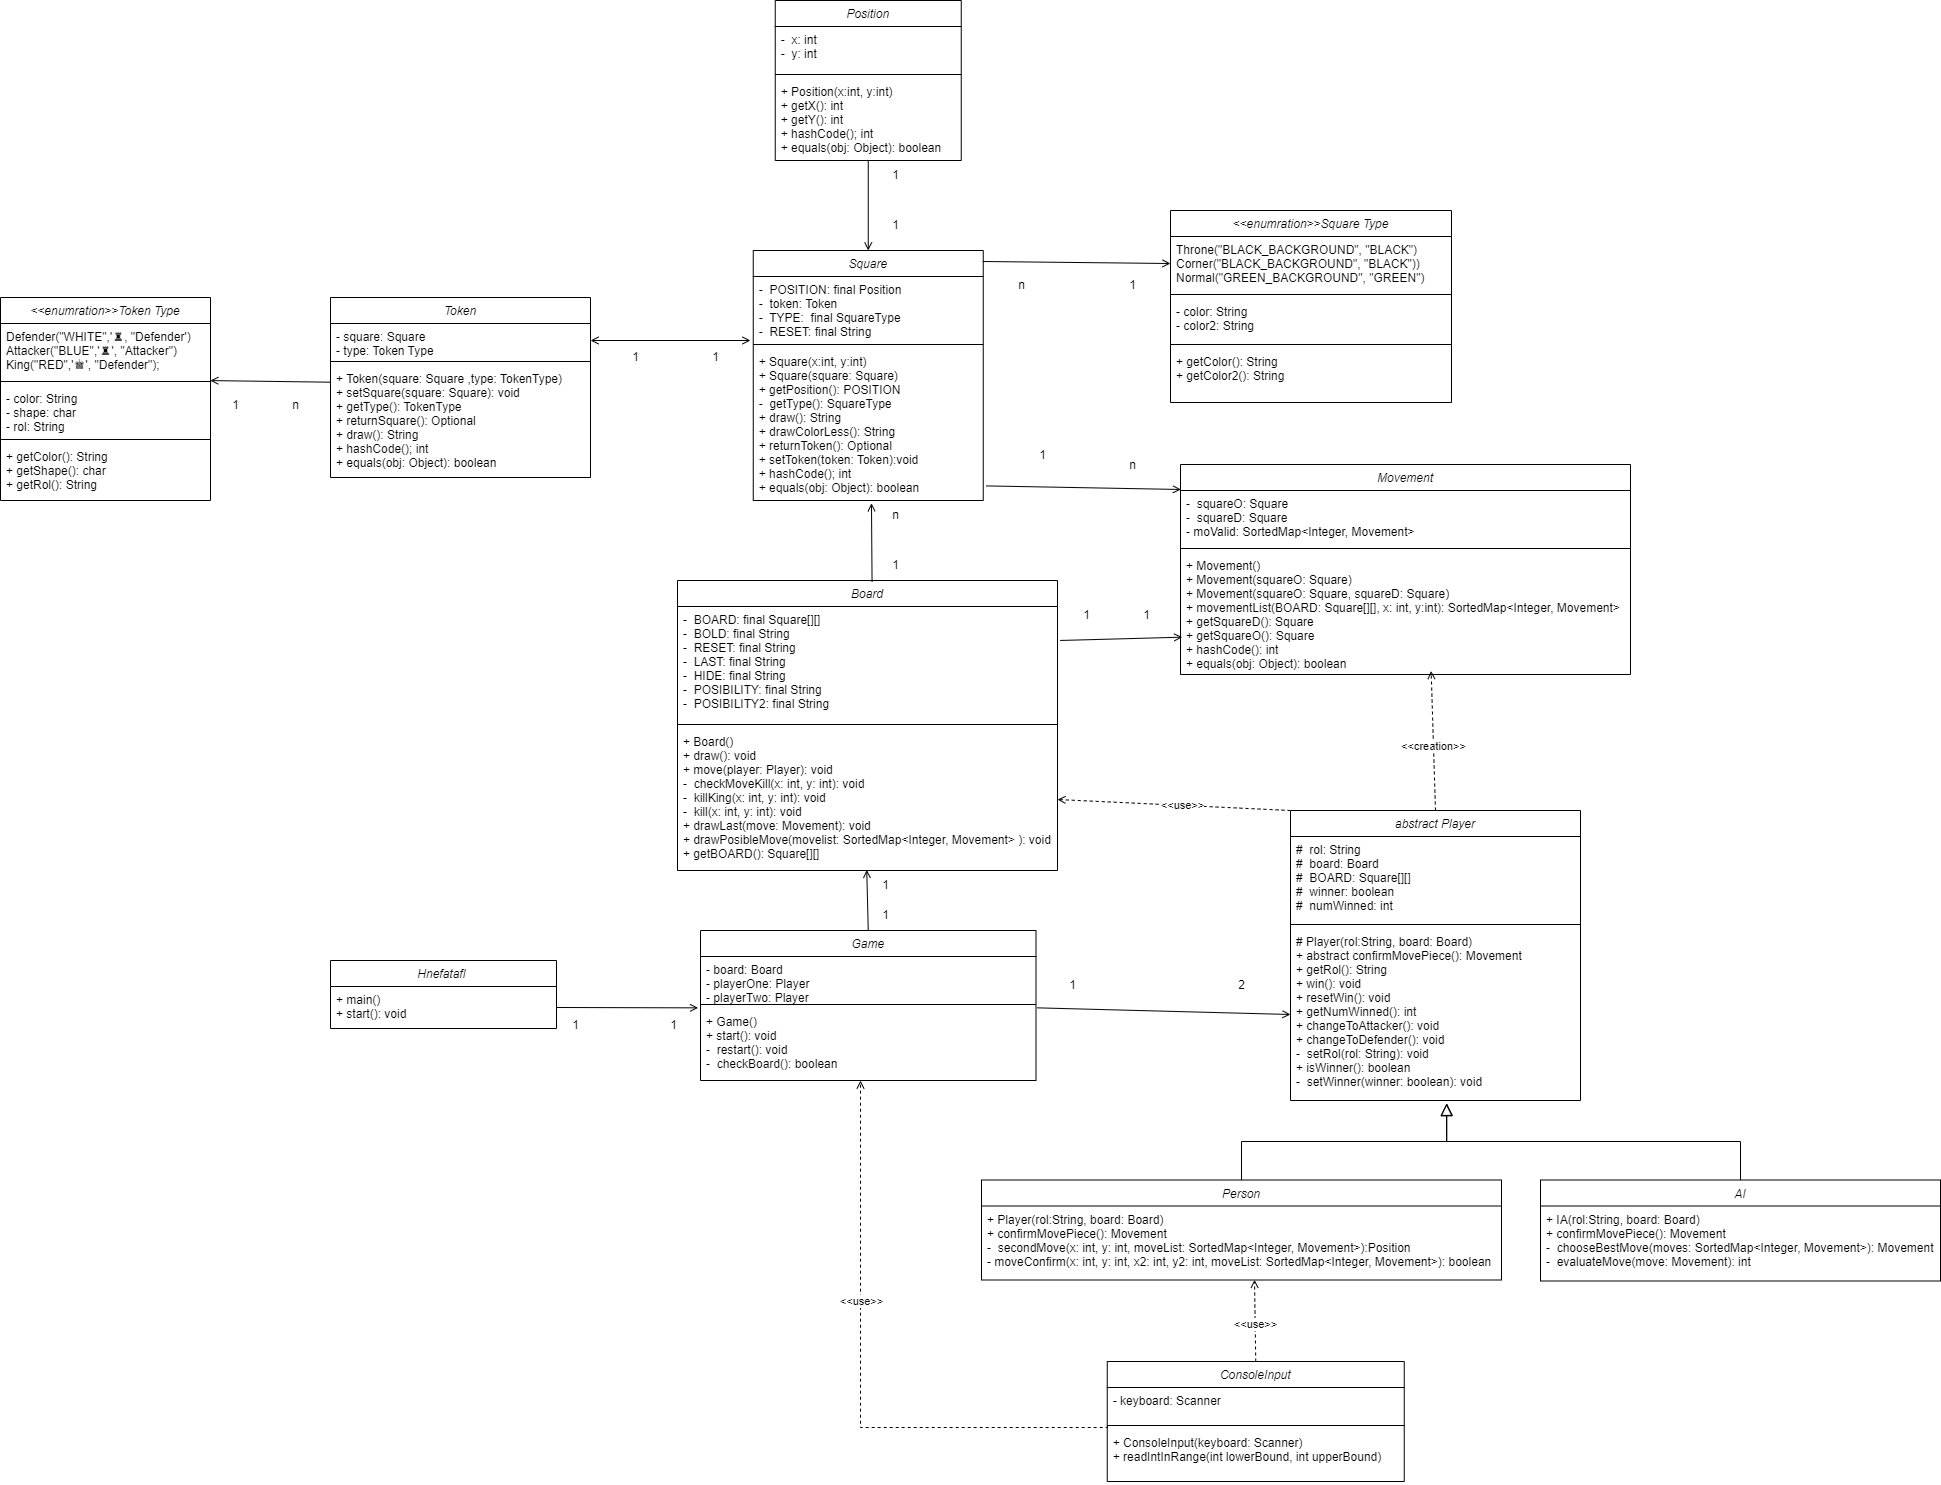 Position
- x: int
- y: int
+ Position(x:int, y:int)
+ getX(): int
+ getY(): int
+ hashCode(); int
+ equals(obj: Object): boolean
1
1
<<enumration>>Square Type
Throne("BLACK_BACKGROUND", "BLACK")
Corner("BLACK_BACKGROUND", "BLACK"))
Normal("GREEN_BACKGROUND", "GREEN")
- color: String
- color2: String
+ getColor(): String
+ getColor2(): String
n 1
Square
- POSITION: final Position
- token: Token
- TYPE: final SquareType
- RESET: final String
+ Square(x:int, y:int)
+ Square(square: Square)
+ getPosition(): POSITION
- getType(): SquareType
+ draw(): String
+ drawColorLess(): String
+ returnToken(): Optional
+ setToken(token: Token):void
+ hashCode(); int
+ equals(obj: Object): boolean
<<enumration>>Token Type
Defender("WHITE",'♜, "Defender')
Attacker("BLUE",'♜', "Attacker")
King("RED",'♚', "Defender");
- color: String
- shape: char
- rol: String
+ getColor(): String
+ getShape(): char
+ getRol(): String
1 n
Token
- square: Square
- type: Token Type
+ Token(square: Square ,type: TokenType)
+ setSquare(square: Square): void
+ getType(): TokenType
+ returnSquare(): Optional
+ draw(): String
+ hashCode(); int
+ equals(obj: Object): boolean
1 1
1 n
Movement
- squareO: Square
- squareD: Square
- moValid: SortedMap<Integer, Movement>
+ Movement()
+ Movement(squareO: Square)
+ Movement(squareO: Square, squareD: Square)
+ movementList(BOARD: Square[][], x: int, y:int): SortedMap<Integer, Movement>
+ getSquareD(): Square
+ getSquareO(): Square
+ hashCode(): int
+ equals(obj: Object): boolean
n
1
Board
- BOARD: final Square[][]
- BOLD: final String
- RESET: final String
- LAST: final String
- HIDE: final String
- POSIBILITY: final String
- POSIBILITY2: final String
+ Board()
+ draw(): void
+ move(player: Player): void
- checkMoveKill(x: int, y: int): void
- killKing(x: int, y: int): void
- kill(x: int, y: int): void
+ drawLast(move: Movement): void
+ drawPosibleMove(movelist: SortedMap<Integer, Movement> ): void
+ getBOARD(): Square[][]
1 1
<<creation>>
<<use>>
abstract Player
# rol: String
# board: Board
# BOARD: Square[][]
# winner: boolean
# numWinned: int
# Player(rol:String, board: Board)
+ abstract confirmMovePiece(): Movement
+ getRol(): String
+ win(): void
+ resetWin(): void
+ getNumWinned(): int
+ changeToAttacker(): void
+ changeToDefender(): void
- setRol(rol: String): void
+ isWinner(): boolean
- setWinner(winner: boolean): void
1
1
Hnefatafl
+ main()
+ start(): void
1 1
Game
- board: Board
- playerOne: Player
- playerTwo: Player
+ Game()
+ start(): void
- restart(): void
- checkBoard(): boolean
1 2
Person
+ Player(rol:String, board: Board)
+ confirmMovePiece(): Movement
- secondMove(x: int, y: int, moveList: SortedMap<Integer, Movement>):Position
- moveConfirm(x: int, y: int, x2: int, y2: int, moveList: SortedMap<Integer, Movement>): boolean
AI
+ IA(rol:String, board: Board)
+ confirmMovePiece(): Movement
- chooseBestMove(moves: SortedMap<Integer, Movement>): Movement
- evaluateMove(move: Movement): int
<<use>>
<<use>>
ConsoleInput
- keyboard: Scanner
+ ConsoleInput(keyboard: Scanner)
+ readIntInRange(int lowerBound, int upperBound)